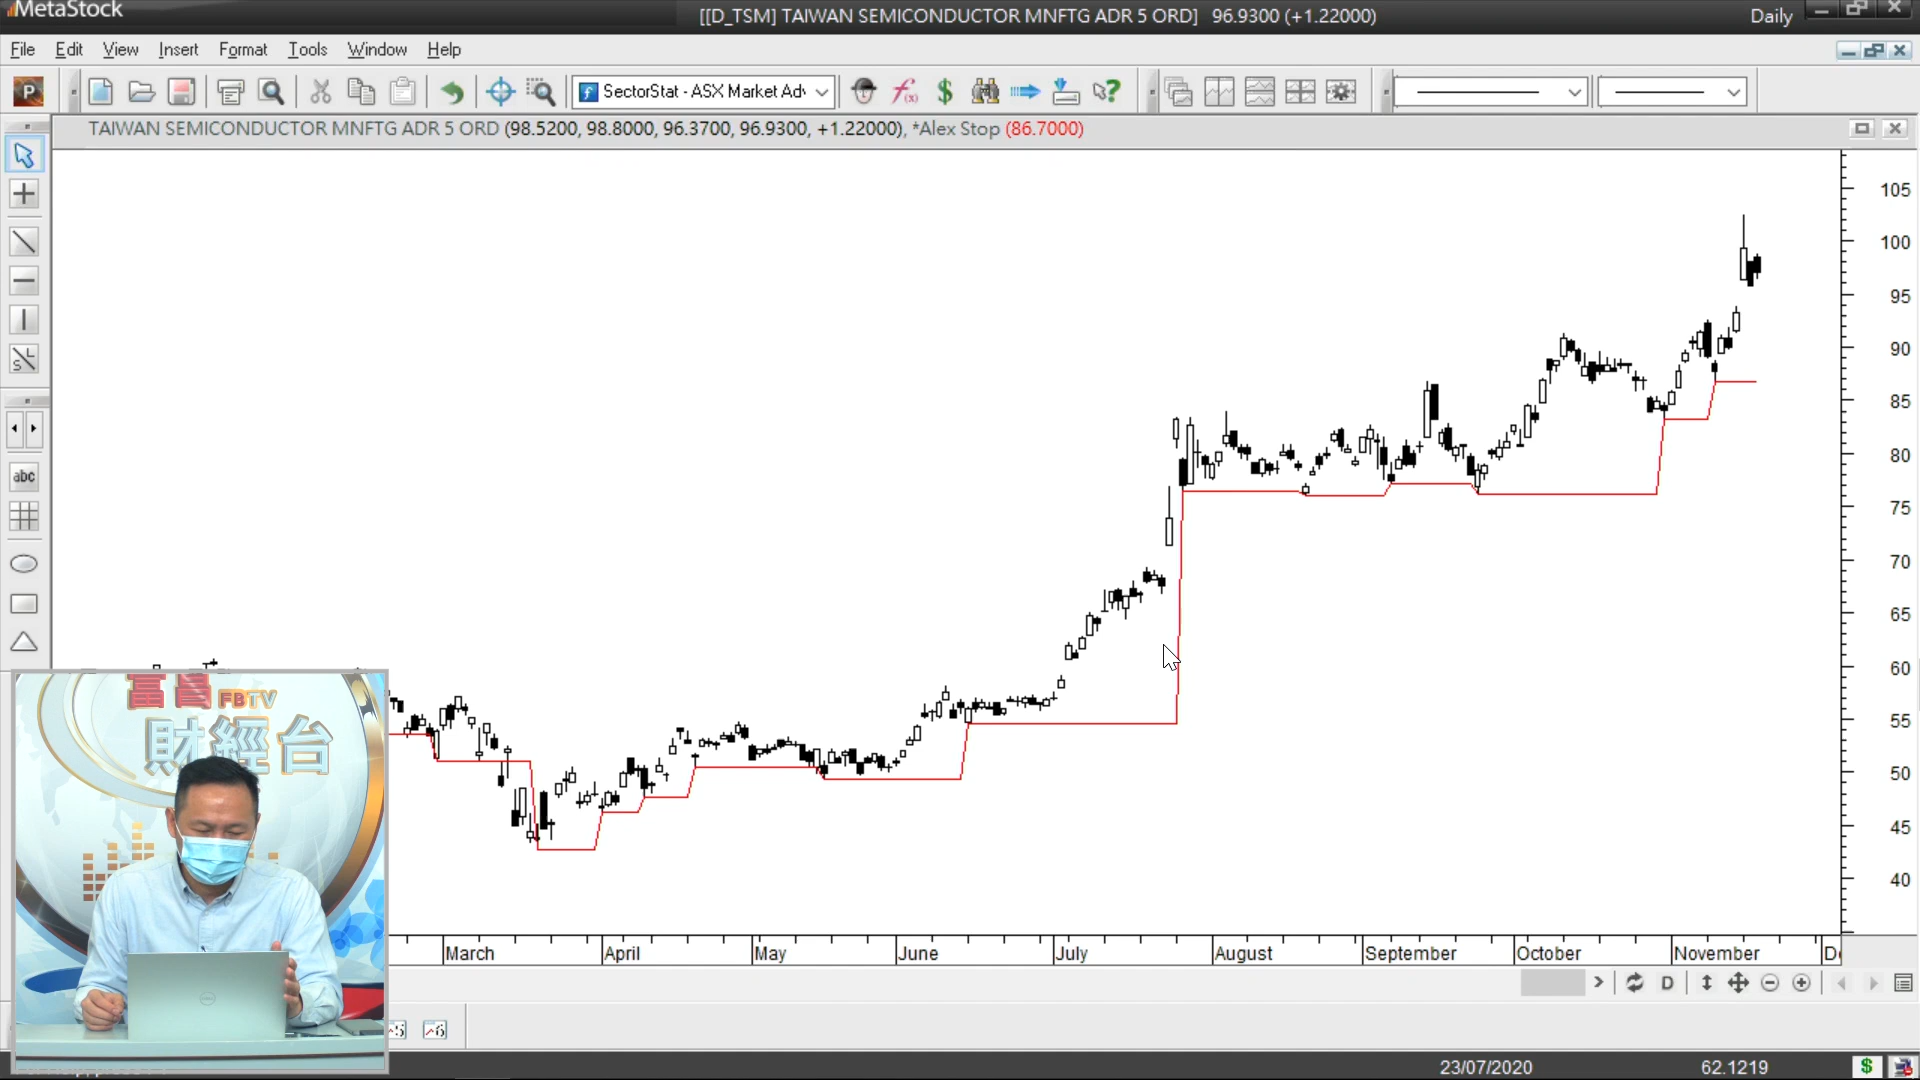 MetaStock
[[D_TSM] TAIWAN SEMICONDUCTOR MNFTG ADR 5 ORD] 96.9300 (+1.22000)
Daily
File Edit View Insert Format Tools Window Help
P
SectorStat - ASX Market Adv
TAIWAN SEMICONDUCTOR MNFTG ADR 5 ORD (98.5200, 98.8000, 96.3700, 96.9300, +1.22000), *Alex Stop (86.7000)
abc
105
100
95
90
85
80
75
70
65
60
55
50
45
40
FBTV
財經台
March April May June July August September October November
D
23/07/2020 62.1219